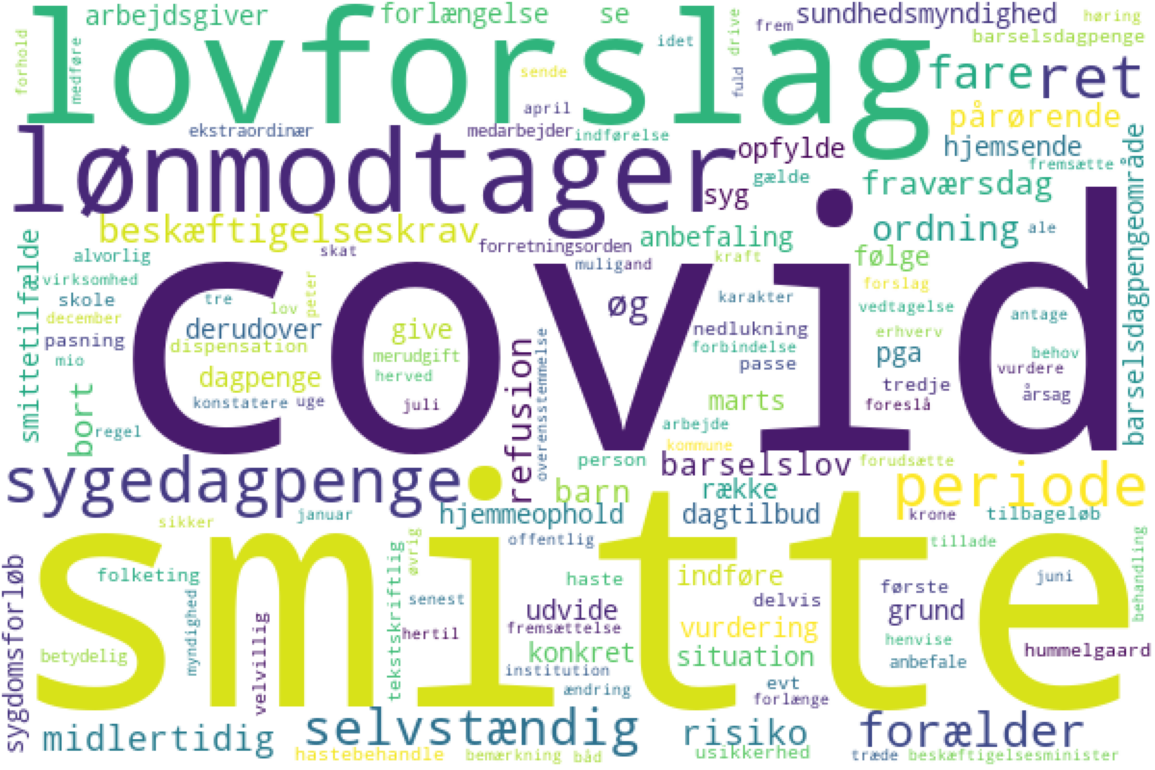 arbejdsgiver
forlængelse
se
sundhedsmyndighed
høring
forhold
medføre
lovforslag
idet
drive
frem
barselsdagpenge
sende
fuld
fare
ret
april
pårørende
ekstraordinær
medarbejder
indførelse
lønmodtager
opfylde
hjemsende
fremsætte
barselsdagpengeområde
gælde
syg
fraværsdag
beskæftigelseskrav
forretningsorden
anbefaling
ordning
ale
smittetilfælde
alvorlig
skat
mulig
and
kraft
følge
virksomhed
covid
forslag
skole
tre
peter
øg
karakter
vedtagelse
lov
december
derudover
give
nedlukning
erhverv
antage
pasning
dispensation
merudgift
forbindelse
pga
behov
mio
dagpenge
herved
refusion
overensstemmelse
passe
vurdere
tredje
årsag
bort
konstatere
uge
juli
marts
foreslå
regel
arbejde
kommune
sygedagpenge
person
barselslov
forudsætte
barn
række
periode
sikker
januar
hjemmeophold
dagtilbud
krone
tilbageløb
smitte
offentlig
tillade
sygdomsforløb
folketing
myndighed
tekstskriftlig
øvrig
haste
indføre
første
juni
behandling
senest
udvide
delvis
grund
velvillig
hertil
fremsættelse
vurdering
henvise
betydelig
konkret
situation
anbefale
hummelgaard
institution
ændring
evt
forlænge
midlertidig
selvstændig
risiko
forælder
hastebehandle
bemærkning
båd
usikkerhed
træde
beskæftigelsesminister